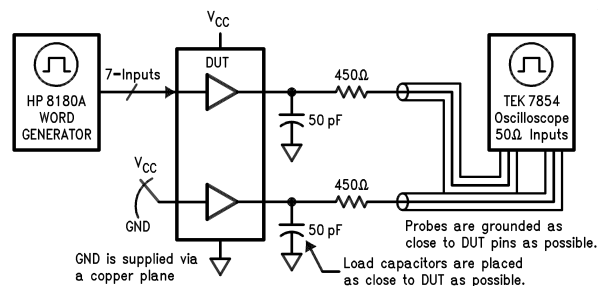 VCC
DUT
7-Inputs
HP 8180A
WORD
GENERATOR
450Ω
50 pF
TEK 7854
Oscilloscope
50Ω Inputs
VCC
GND
450Ω
50 pF
Probes are grounded as
close to DUT pins as possible.
GND is supplied via
a copper plane
Load capacitors are placed
as close to DUT as possible.